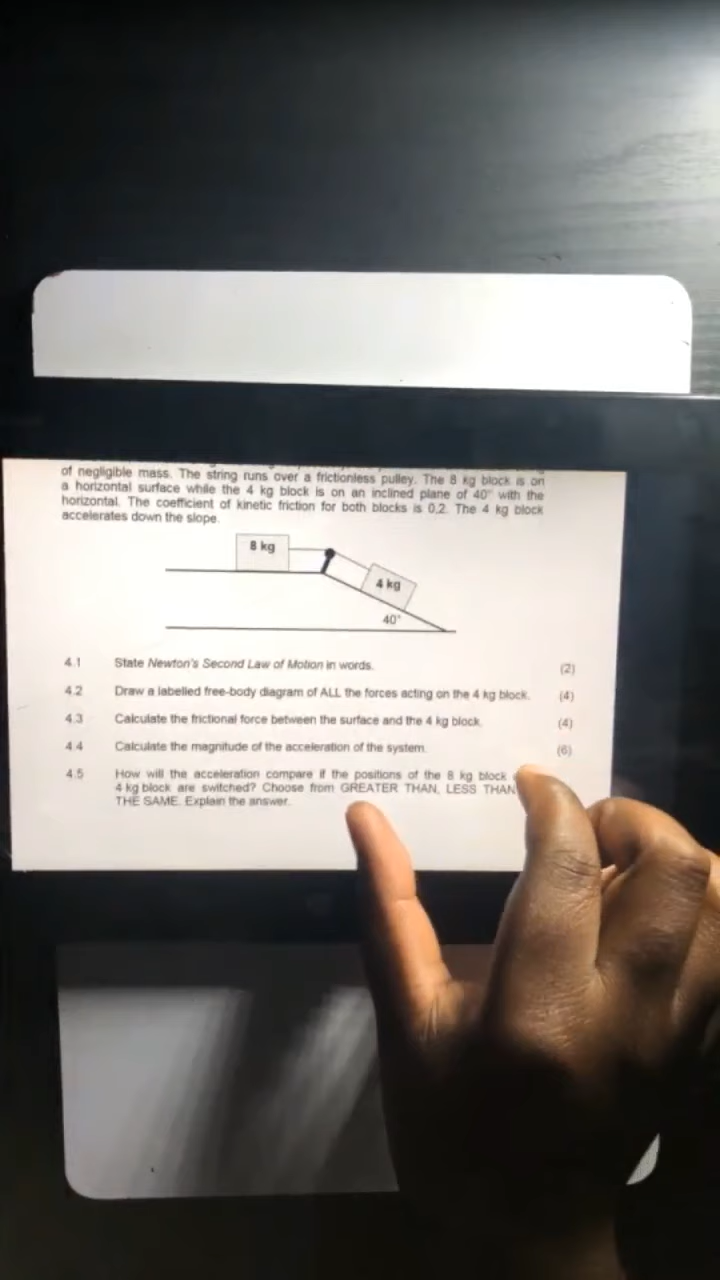 of negligible mass. The string runs over a frictionless pulley. The 8 kg block is on
a horizontal surface while the 4 kg block is on an inclined plane of 40° with the
horizontal. The coefficient of kinetic friction for both blocks is 0,2. The 4 kg block
accelerates down the slope.
8 kg
4 kg
40°
4.1 State Newton's Second Law of Motion in words. (2)
4.2 Draw a labelled free-body diagram of ALL the forces acting on the 4 kg block. (4)
4.3 Calculate the frictional force between the surface and the 4 kg block. (4)
4.4 Calculate the magnitude of the acceleration of the system. (6)
4.5 How will the acceleration compare if the positions of the 8 kg block
4 kg block are switched? Choose from GREATER THAN, LESS THAN
THE SAME. Explain the answer.